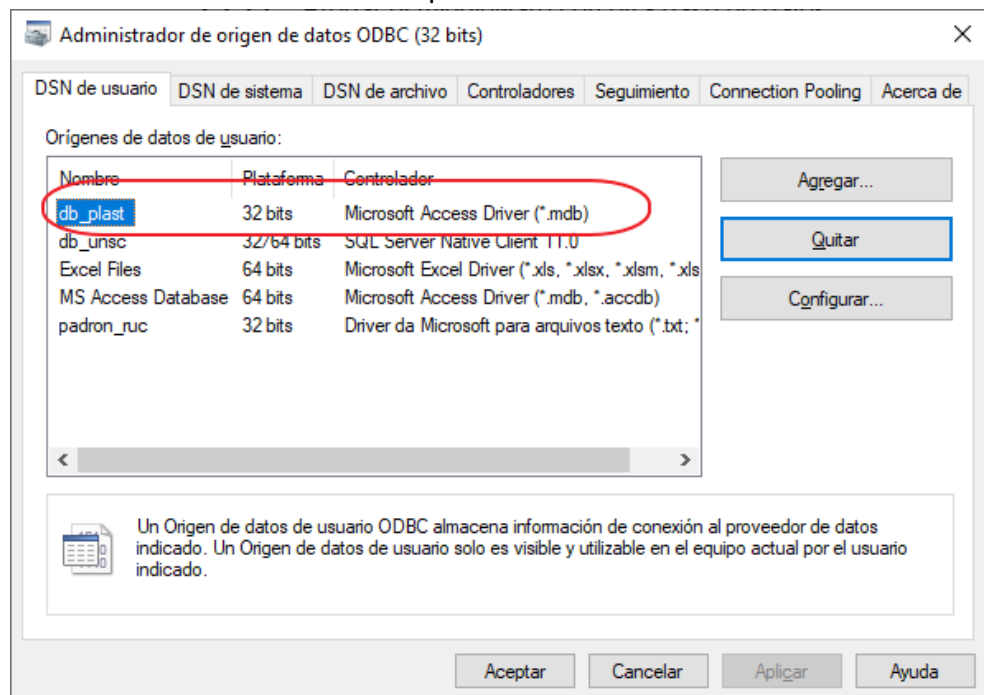 Administrador de origen de datos ODBC (32 bits)
DSN de usuario DSN de sistema DSN de archivo Controladores Seguimiento Connection Pooling Acerca de
Orígenes de datos de usuario:
Nombre Plataforma Controlador
db_plast 32 bits Microsoft Access Driver (*.mdb)
db_unsc 32/64 bits SQL Server Native Client 11.0
Excel Files 64 bits Microsoft Excel Driver (*.xls, *.xlsx, *.xlsm, *.xls
MS Access Database 64 bits Microsoft Access Driver (*.mdb, *.accdb)
padron_ruc 32 bits Driver da Microsoft para arquivos texto (*.txt; *
Agregar...
Quitar
Configurar...
Un Origen de datos de usuario ODBC almacena información de conexión al proveedor de datos
indicado. Un Origen de datos de usuario solo es visible y utilizable en el equipo actual por el usuario
indicado.
Aceptar Cancelar Aplicar Ayuda